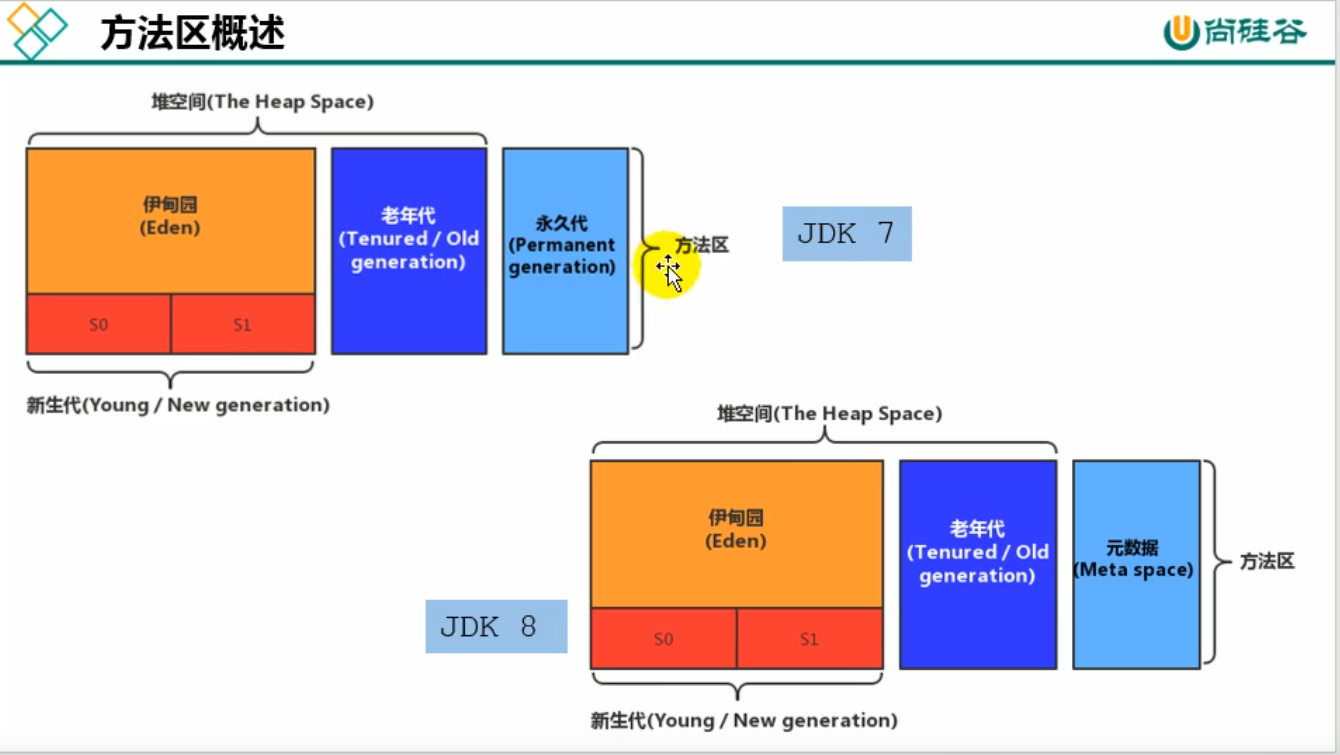 方法区概述
尚硅谷
堆空间(The Heap Space)
伊甸园
(Eden)
S0
S1
老年代
(Tenured / Old
generation)
永久代
(Permanent
generation)
方法区
JDK 7
新生代(Young / New generation)
堆空间(The Heap Space)
JDK 8
伊甸园
(Eden)
S0
S1
老年代
(Tenured / Old
generation)
元数据
(Meta space)
方法区
新生代(Young / New generation)